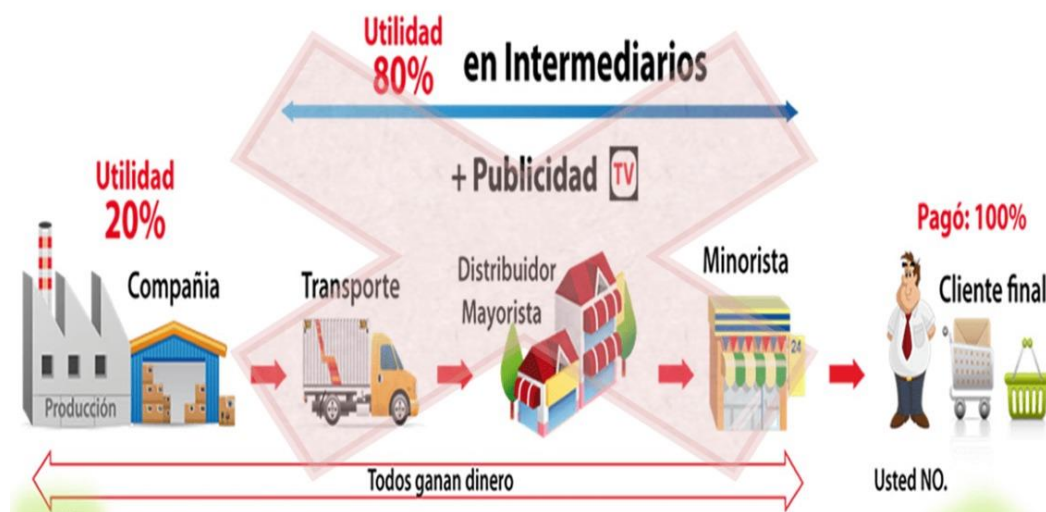 Utilidad
80%
en Intermediarios
+ Publicidad TV
Utilidad
20%
Pagó: 100%
Compañia
Transporte
Distribuidor
Mayorista
Minorista
Cliente final
Producción
24
Todos ganan dinero
Usted NO.